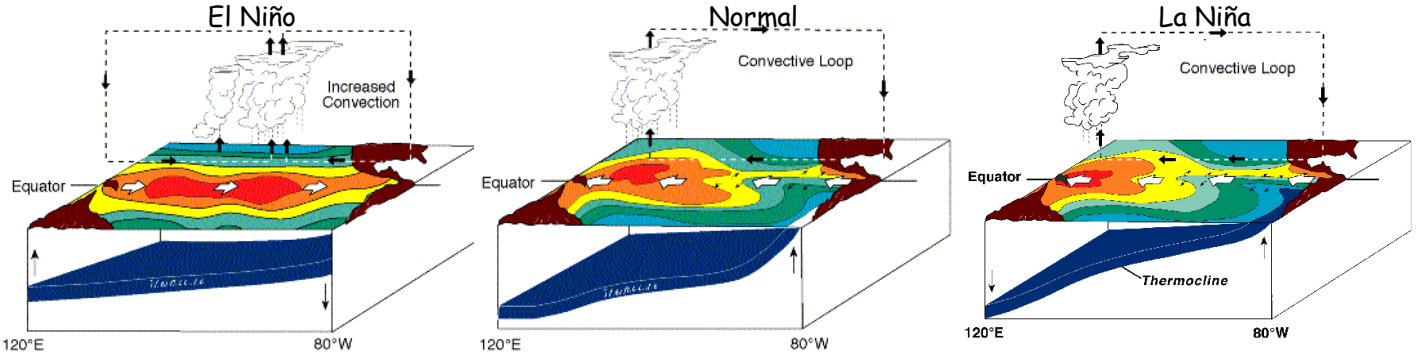 El Niño
Normal
La Niña
Increased
Convection
Convective Loop
Convective Loop
Equator
Equator
Equator
Thermocline
120°E
80°W
120°E
80°W
120°E
80°W